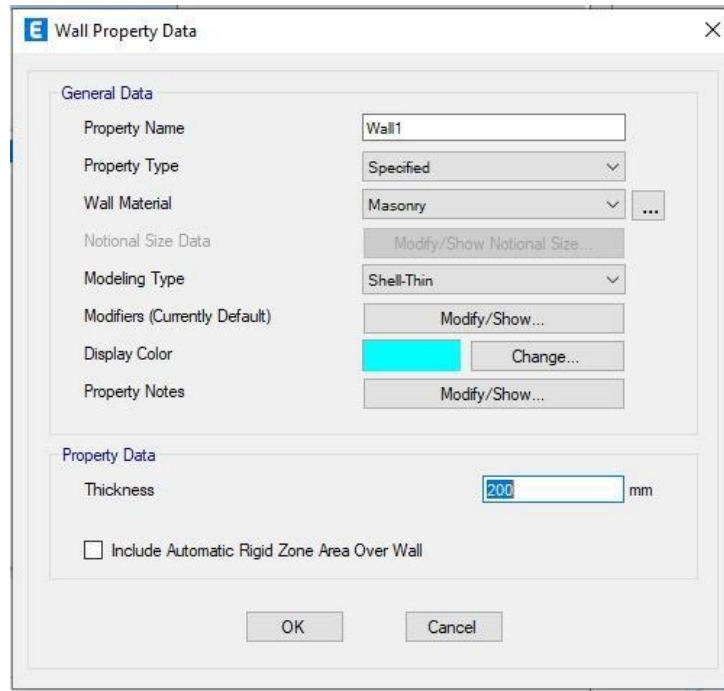 E Wall Property Data
General Data
Property Name Wall1
Property Type Specified
Wall Material Masonry ...
Notional Size Data Modify/Show Notional Size...
Modeling Type Shell-Thin
Modifiers (Currently Default) Modify/Show...
Display Color Change...
Property Notes Modify/Show...
Property Data
Thickness 200 mm
Include Automatic Rigid Zone Area Over Wall
OK Cancel